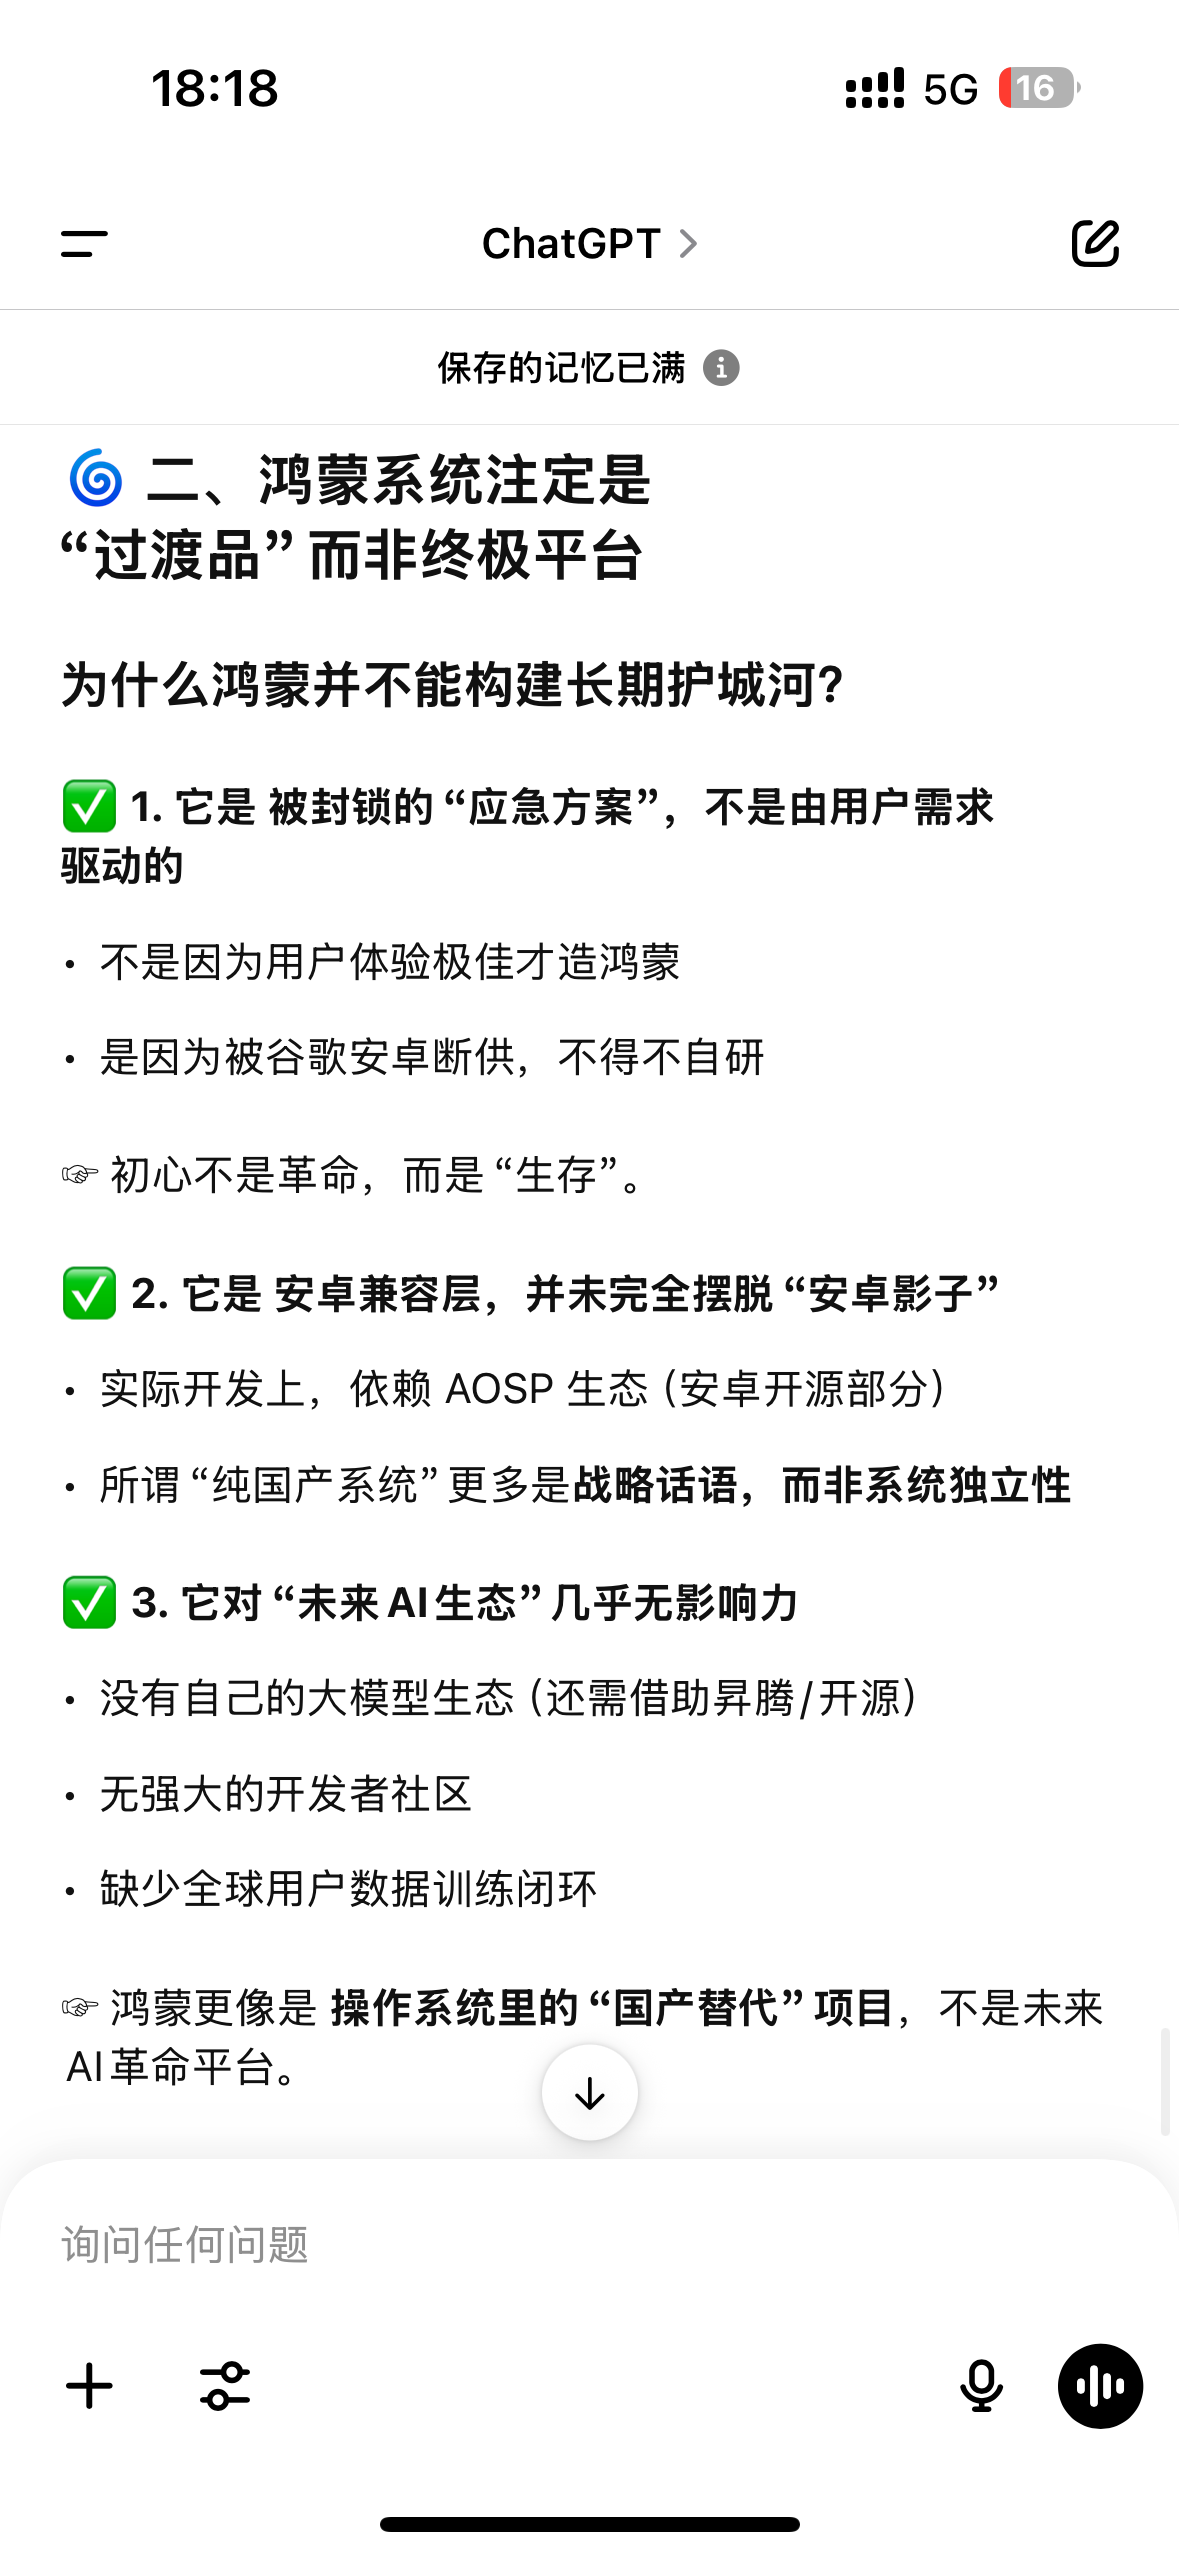 18:18 5G 16
ChatGPT
保存的记忆已满
🌀 二、鸿蒙系统注定是
“过渡品”而非终极平台
为什么鸿蒙并不能构建长期护城河?
✅ 1. 它是 被封锁的“应急方案”，不是由用户需求
驱动的
• 不是因为用户体验极佳才造鸿蒙
• 是因为被谷歌安卓断供，不得不自研
☞ 初心不是革命，而是“生存”。
✅ 2. 它是 安卓兼容层，并未完全摆脱“安卓影子”
• 实际开发上，依赖 AOSP 生态（安卓开源部分）
• 所谓“纯国产系统”更多是战略话语，而非系统独立性
✅ 3. 它对“未来AI生态”几乎无影响力
• 没有自己的大模型生态（还需借助昇腾/开源）
• 无强大的开发者社区
• 缺少全球用户数据训练闭环
☞ 鸿蒙更像是 操作系统里的“国产替代”项目，不是未来
AI革命平台。
询问任何问题